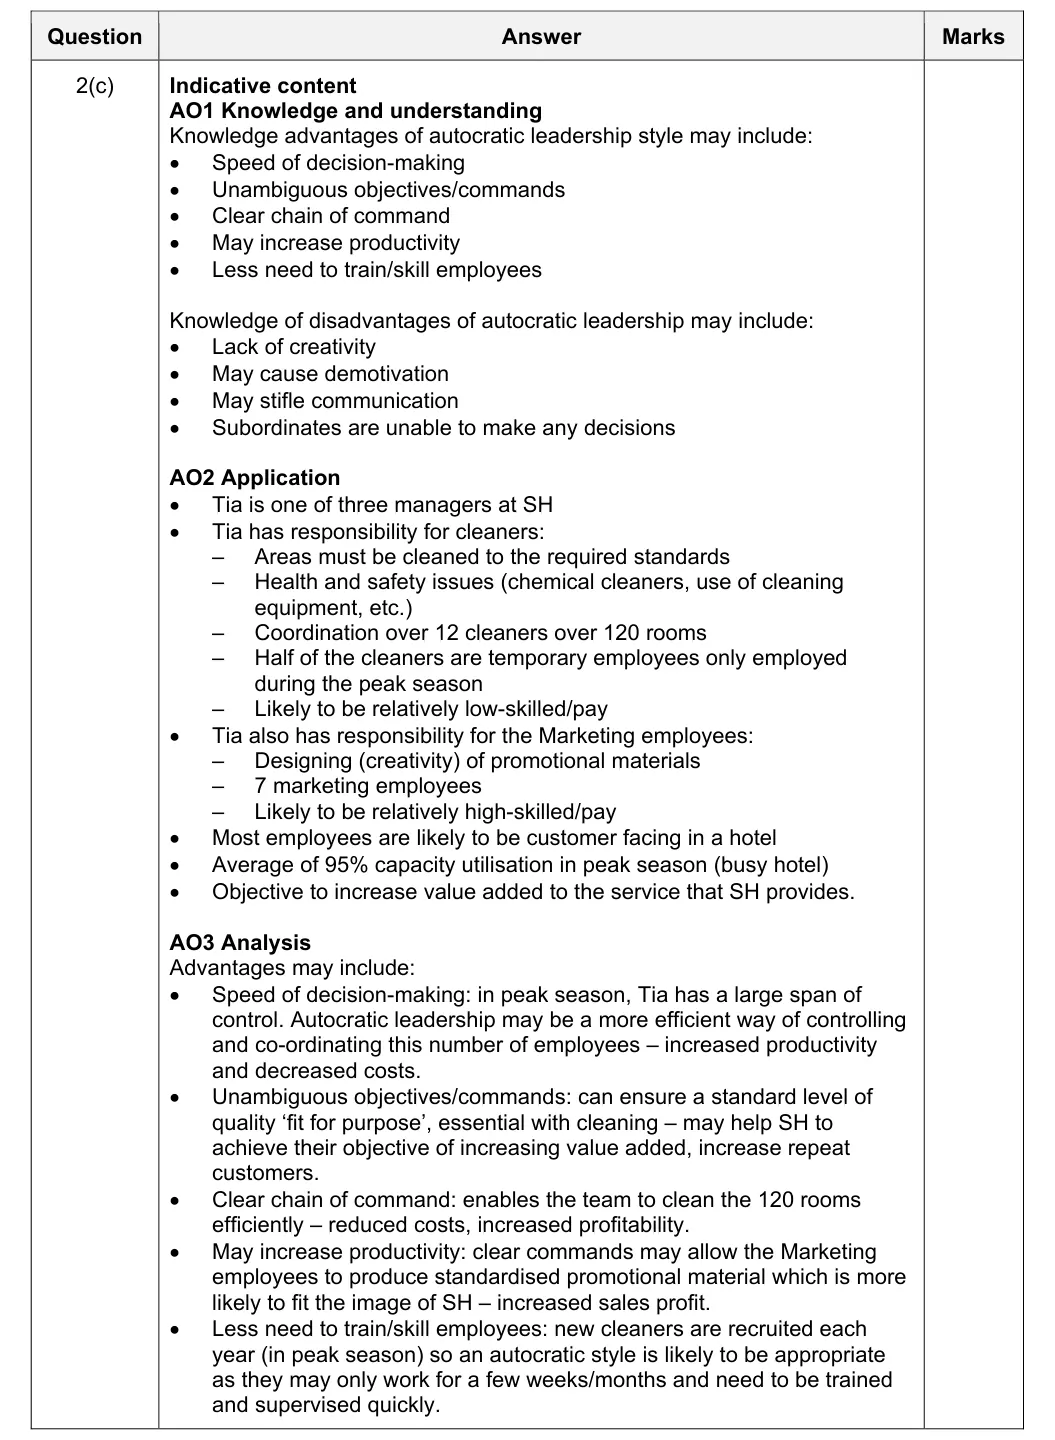 Question Answer Marks
2(c) Indicative content
AO1 Knowledge and understanding
Knowledge advantages of autocratic leadership style may include:
• Speed of decision-making
• Unambiguous objectives/commands
• Clear chain of command
• May increase productivity
• Less need to train/skill employees
Knowledge of disadvantages of autocratic leadership may include:
• Lack of creativity
• May cause demotivation
• May stifle communication
• Subordinates are unable to make any decisions
AO2 Application
• Tia is one of three managers at SH
• Tia has responsibility for cleaners:
– Areas must be cleaned to the required standards
– Health and safety issues (chemical cleaners, use of cleaning
equipment, etc.)
– Coordination over 12 cleaners over 120 rooms
– Half of the cleaners are temporary employees only employed
during the peak season
– Likely to be relatively low-skilled/pay
• Tia also has responsibility for the Marketing employees:
– Designing (creativity) of promotional materials
– 7 marketing employees
– Likely to be relatively high-skilled/pay
• Most employees are likely to be customer facing in a hotel
• Average of 95% capacity utilisation in peak season (busy hotel)
• Objective to increase value added to the service that SH provides.
AO3 Analysis
Advantages may include:
• Speed of decision-making: in peak season, Tia has a large span of
control. Autocratic leadership may be a more efficient way of controlling
and co-ordinating this number of employees – increased productivity
and decreased costs.
• Unambiguous objectives/commands: can ensure a standard level of
quality ‘fit for purpose’, essential with cleaning – may help SH to
achieve their objective of increasing value added, increase repeat
customers.
• Clear chain of command: enables the team to clean the 120 rooms
efficiently – reduced costs, increased profitability.
• May increase productivity: clear commands may allow the Marketing
employees to produce standardised promotional material which is more
likely to fit the image of SH – increased sales profit.
• Less need to train/skill employees: new cleaners are recruited each
year (in peak season) so an autocratic style is likely to be appropriate
as they may only work for a few weeks/months and need to be trained
and supervised quickly.